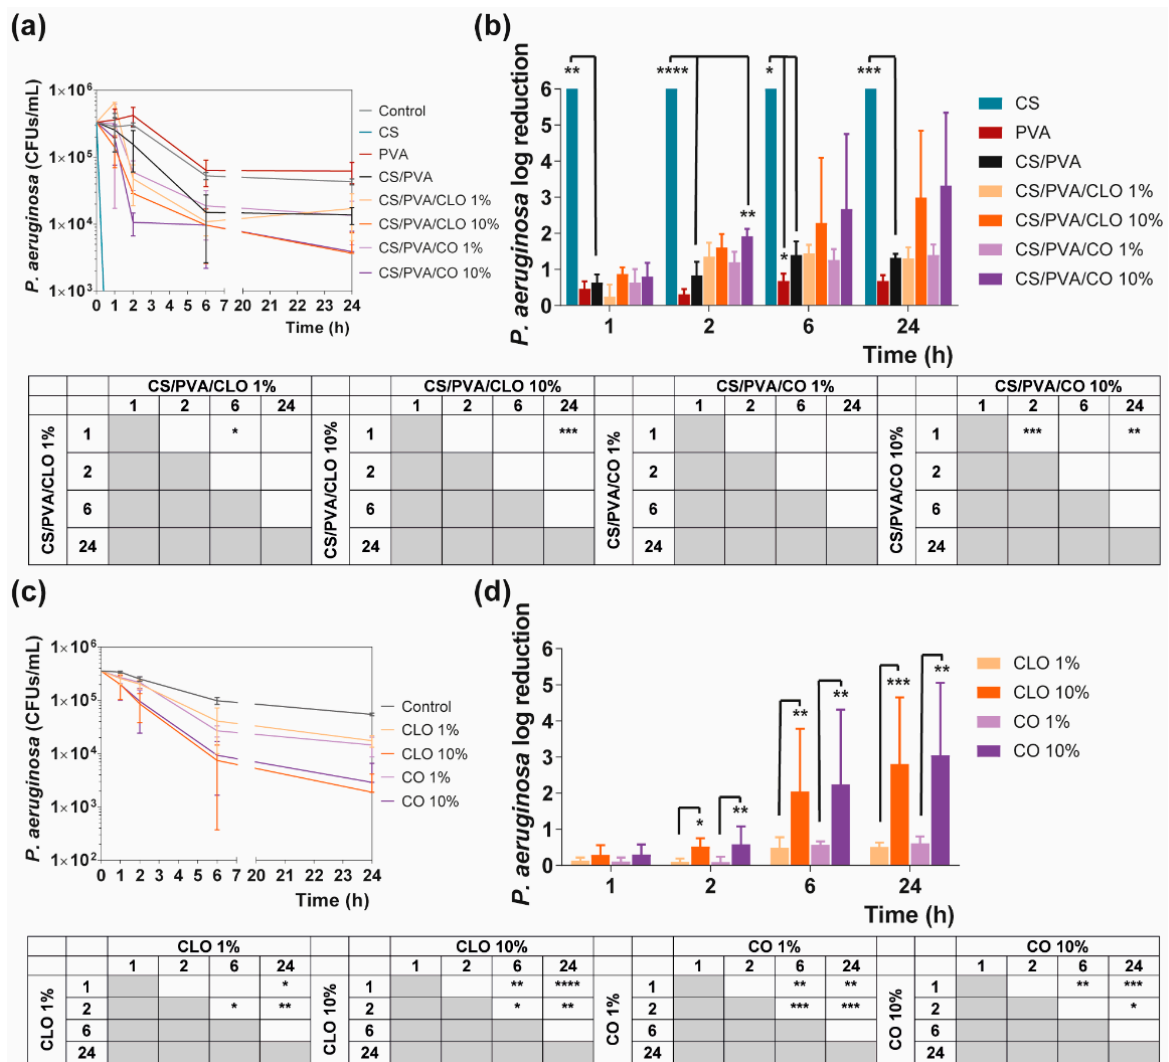 (a)
P. aeruginosa (CFUs/mL)
1×10⁶
1×10⁵
1×10⁴
1×10³
0 1 2 3 4 5 6 7 20 21 22 23 24
Time (h)
Control
CS
PVA
CS/PVA
CS/PVA/CLO 1%
CS/PVA/CLO 10%
CS/PVA/CO 1%
CS/PVA/CO 10%
(b)
P. aeruginosa log reduction
6
5
4
3
2
1
0
** **** * ***
**
*
1 2 6 24
Time (h)
CS
PVA
CS/PVA
CS/PVA/CLO 1%
CS/PVA/CLO 10%
CS/PVA/CO 1%
CS/PVA/CO 10%
CS/PVA/CLO 1% CS/PVA/CLO 10% CS/PVA/CO 1% CS/PVA/CO 10%
1 2 6 24 1 2 6 24 1 2 6 24 1 2 6 24
CS/PVA/CLO 1% CS/PVA/CLO 10% CS/PVA/CO 1% CS/PVA/CO 10%
1 * 1 *** 1 1 *** **
2 2 2 2
6 6 6 6
24 24 24 24
(c)
P. aeruginosa (CFUs/mL)
1×10⁶
1×10⁵
1×10⁴
1×10³
1×10²
0 1 2 3 4 5 6 7 20 21 22 23 24
Time (h)
Control
CLO 1%
CLO 10%
CO 1%
CO 10%
(d)
P. aeruginosa log reduction
6
5
4
3
2
1
0
* ** ** ** *** **
1 2 6 24
Time (h)
CLO 1%
CLO 10%
CO 1%
CO 10%
CLO 1% CLO 10% CO 1% CO 10%
1 2 6 24 1 2 6 24 1 2 6 24 1 2 6 24
CLO 1% CLO 10% CO 1% CO 10%
1 * 1 ** **** 1 ** ** 1 ** ***
2 * ** 2 * ** 2 *** *** 2 *
6 6 6 6
24 24 24 24